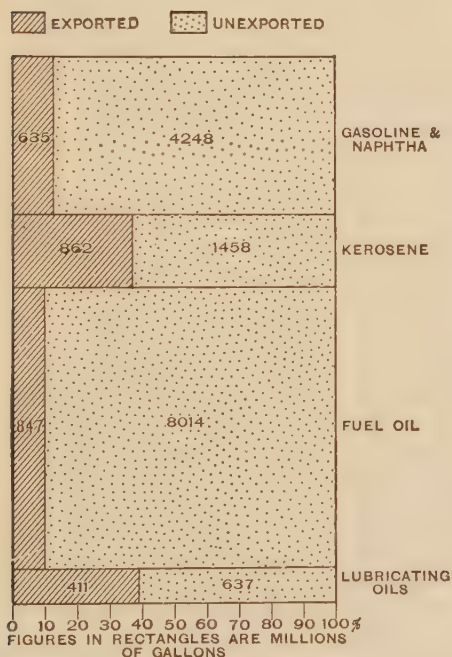 EXPORTED UNEXPORTED
635 4248 GASOLINE & NAPHTHA
862 1458 KEROSENE
847 8014 FUEL OIL
411 637 LUBRICATING OILS
0 10 20 30 40 50 60 70 80 90 100%
FIGURES IN RECTANGLES ARE MILLIONS
OF GALLONS